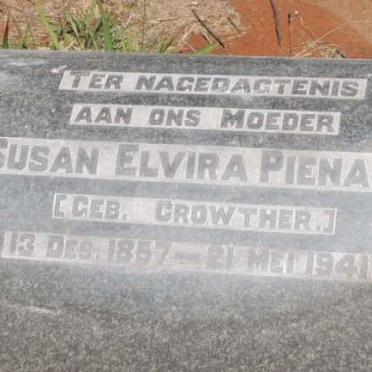 TER NAGEDAGTENIS
AAN ONS MOEDER
SUSAN ELVIRA PIENA
[GEB. CROWTHER.]
13 DES. 1857 — 21 MEI 1941